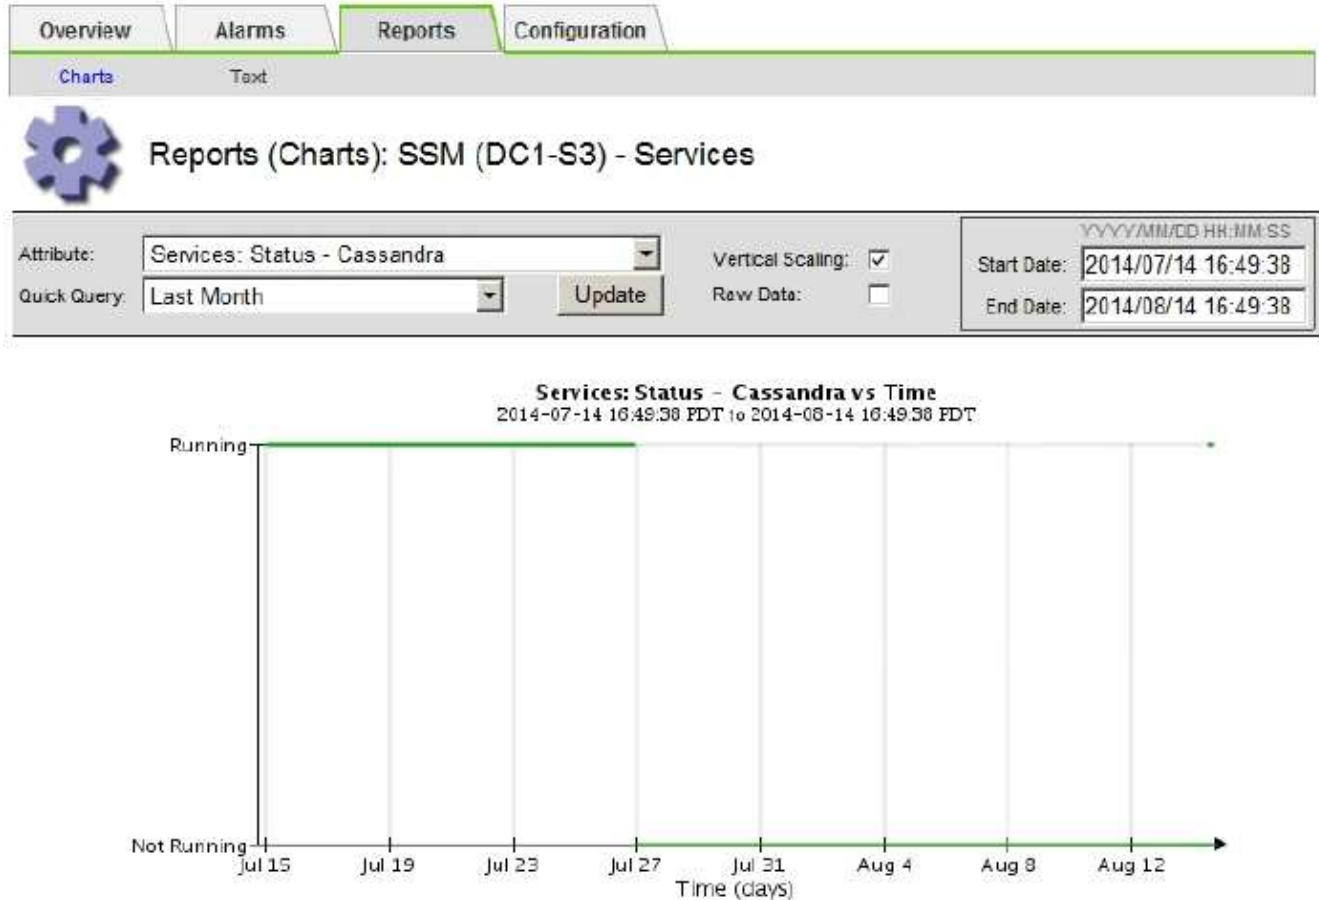 Overview Alarms Reports Configuration
Charts Text
Reports (Charts): SSM (DC1-S3) - Services
YYYY/MM/DD HH:MM:SS
Attribute: Services: Status - Cassandra Vertical Scaling: Start Date: 2014/07/14 16:49:38
Quick Query: Last Month Update Raw Data: End Date: 2014/08/14 16:49:38
Services: Status - Cassandra vs Time
2014-07-14 16:49:38 PDT to 2014-08-14 16:49:38 PDT
Running
Not Running
Jul 15 Jul 19 Jul 23 Jul 27 Jul 31 Aug 4 Aug 8 Aug 12
Time (days)